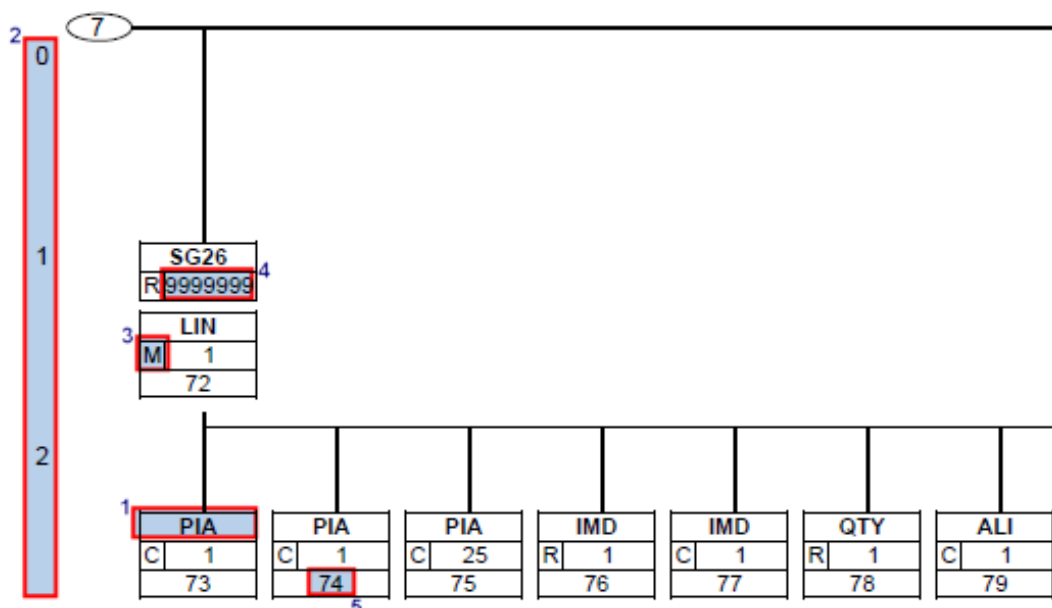 2 7
0
1
SG26
R 9999999 4
LIN
3
M 1
72
2
1
PIA PIA PIA IMD IMD QTY ALI
C 1 C 1 C 25 R 1 C 1 R 1 C 1
73 74 75 76 77 78 79
5